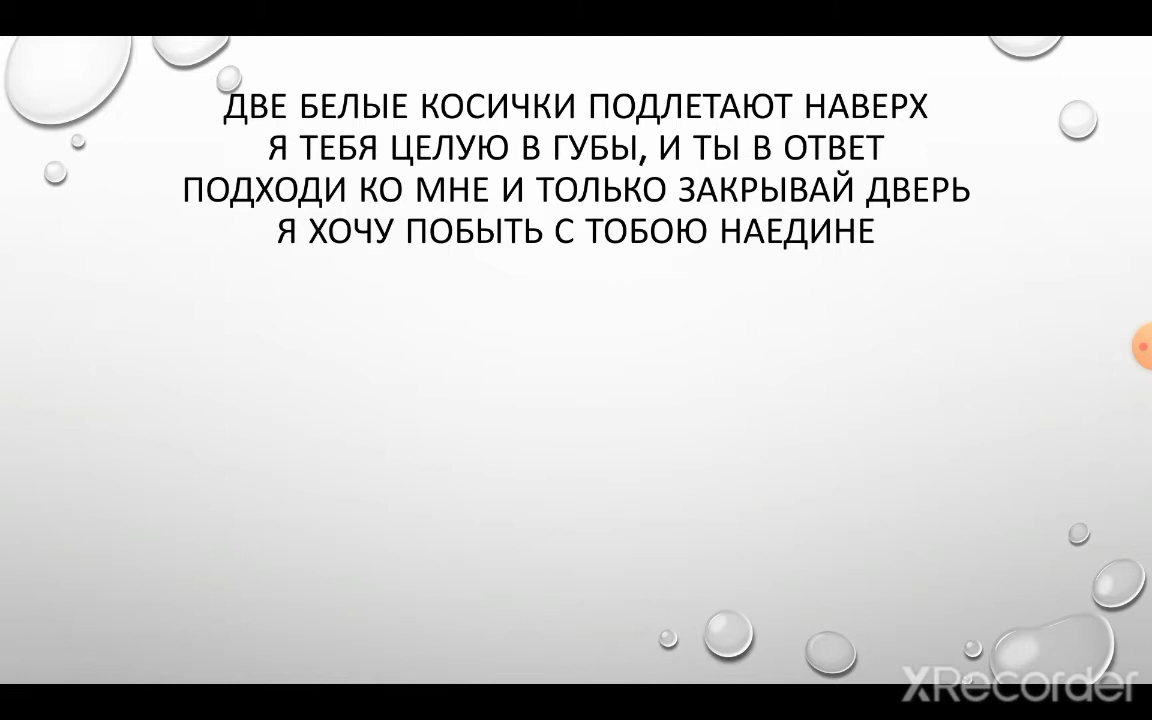 ДВЕ БЕЛЫЕ КОСИЧКИ ПОДЛЕТАЮТ НАВЕРХ
Я ТЕБЯ ЦЕЛУЮ В ГУБЫ, И ТЫ В ОТВЕТ
ПОДХОДИ КО МНЕ И ТОЛЬКО ЗАКРЫВАЙ ДВЕРЬ
Я ХОЧУ ПОБЫТЬ С ТОБОЮ НАЕДИНЕ
XRecorder